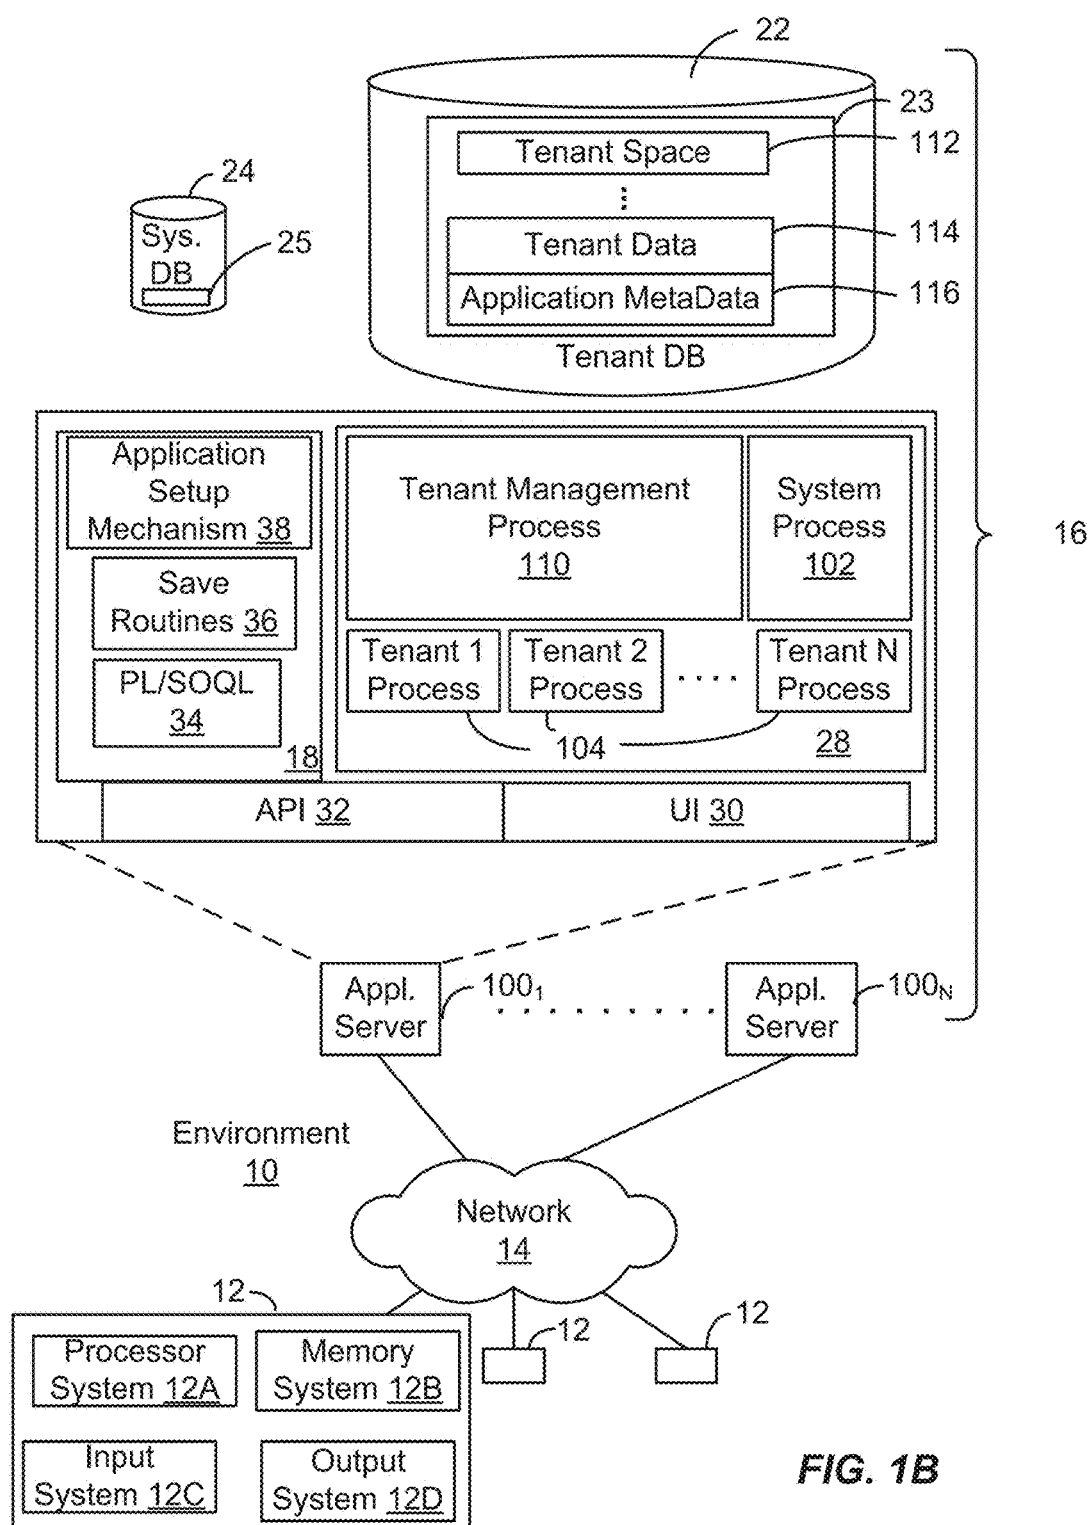 22
23
Tenant Space
112
24
Sys.
DB
25
Tenant Data
114
Application MetaData
116
Tenant DB
16
Application
Setup
Mechanism 38
Save
Routines 36
PL/SOQL
34
18
Tenant Management
Process
110
System
Process
102
Tenant 1
Process
Tenant 2
Process
Tenant N
Process
104
28
API 32
UI 30
Appl.
Server
100₁
Appl.
Server
100ₙ
Environment
10
Network
14
12
Processor
System 12A
Memory
System 12B
Input
System 12C
Output
System 12D
12
12
FIG. 1B